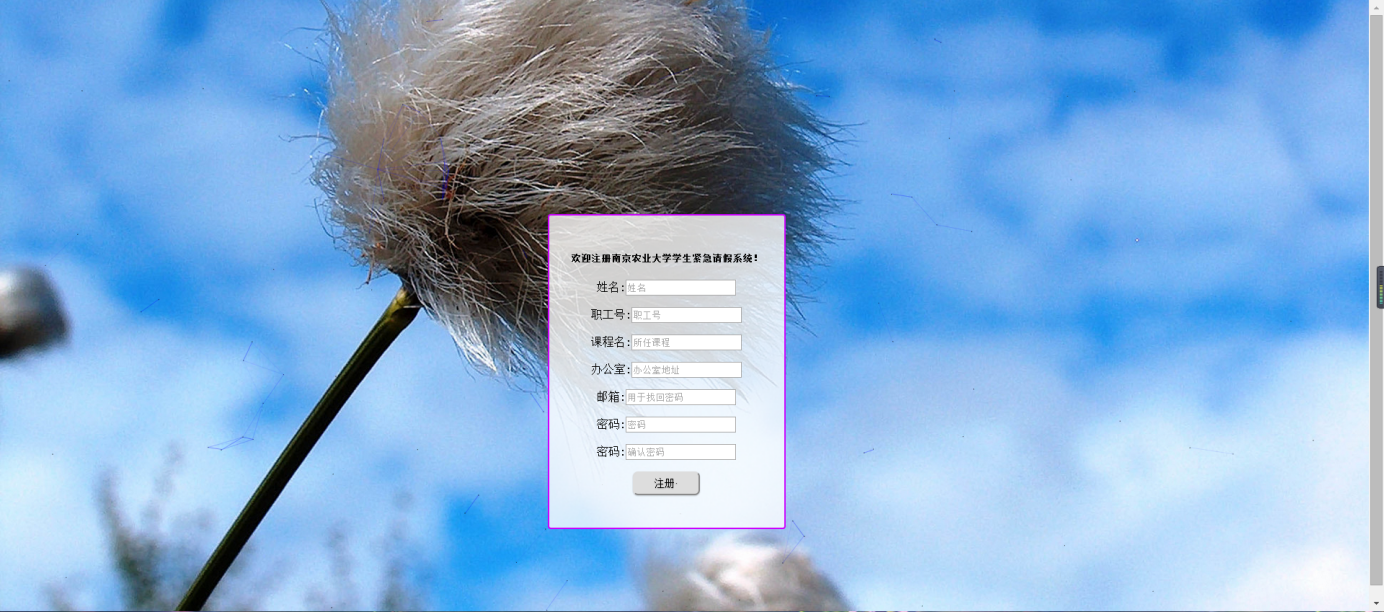 欢迎注册南京农业大学学生紧急请假系统!
姓名:姓名
职工号:职工号
课程名:所任课程
办公室:办公室地址
邮箱:用于找回密码
密码:密码
密码:确认密码
注册